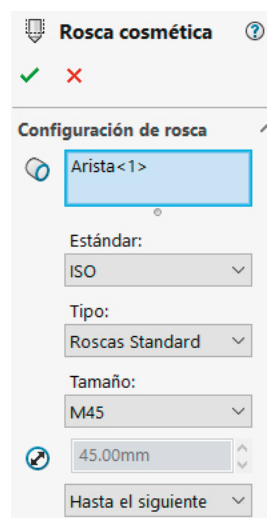 Rosca cosmética
Configuración de rosca
Arista<1>
Estándar:
ISO
Tipo:
Roscas Standard
Tamaño:
M45
45.00mm
Hasta el siguiente